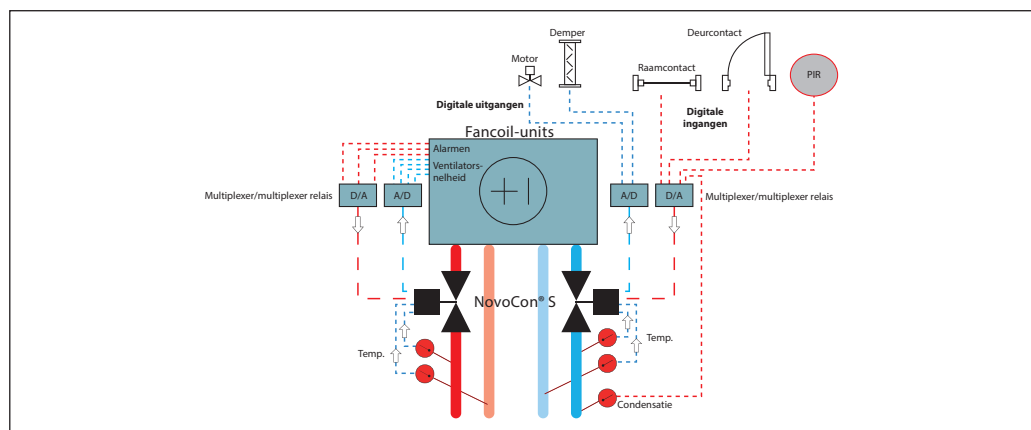 Demper
Deurcontact
Motor
Raamcontact
PIR
Digitale uitgangen
Digitale
ingangen
Fancoil-units
Alarmen
Ventilators-
nelheid
Multiplexer/multiplexer relais
D/A
A/D
A/D
D/A
Multiplexer/multiplexer relais
NovoCon® S
Temp.
Temp.
Condensatie